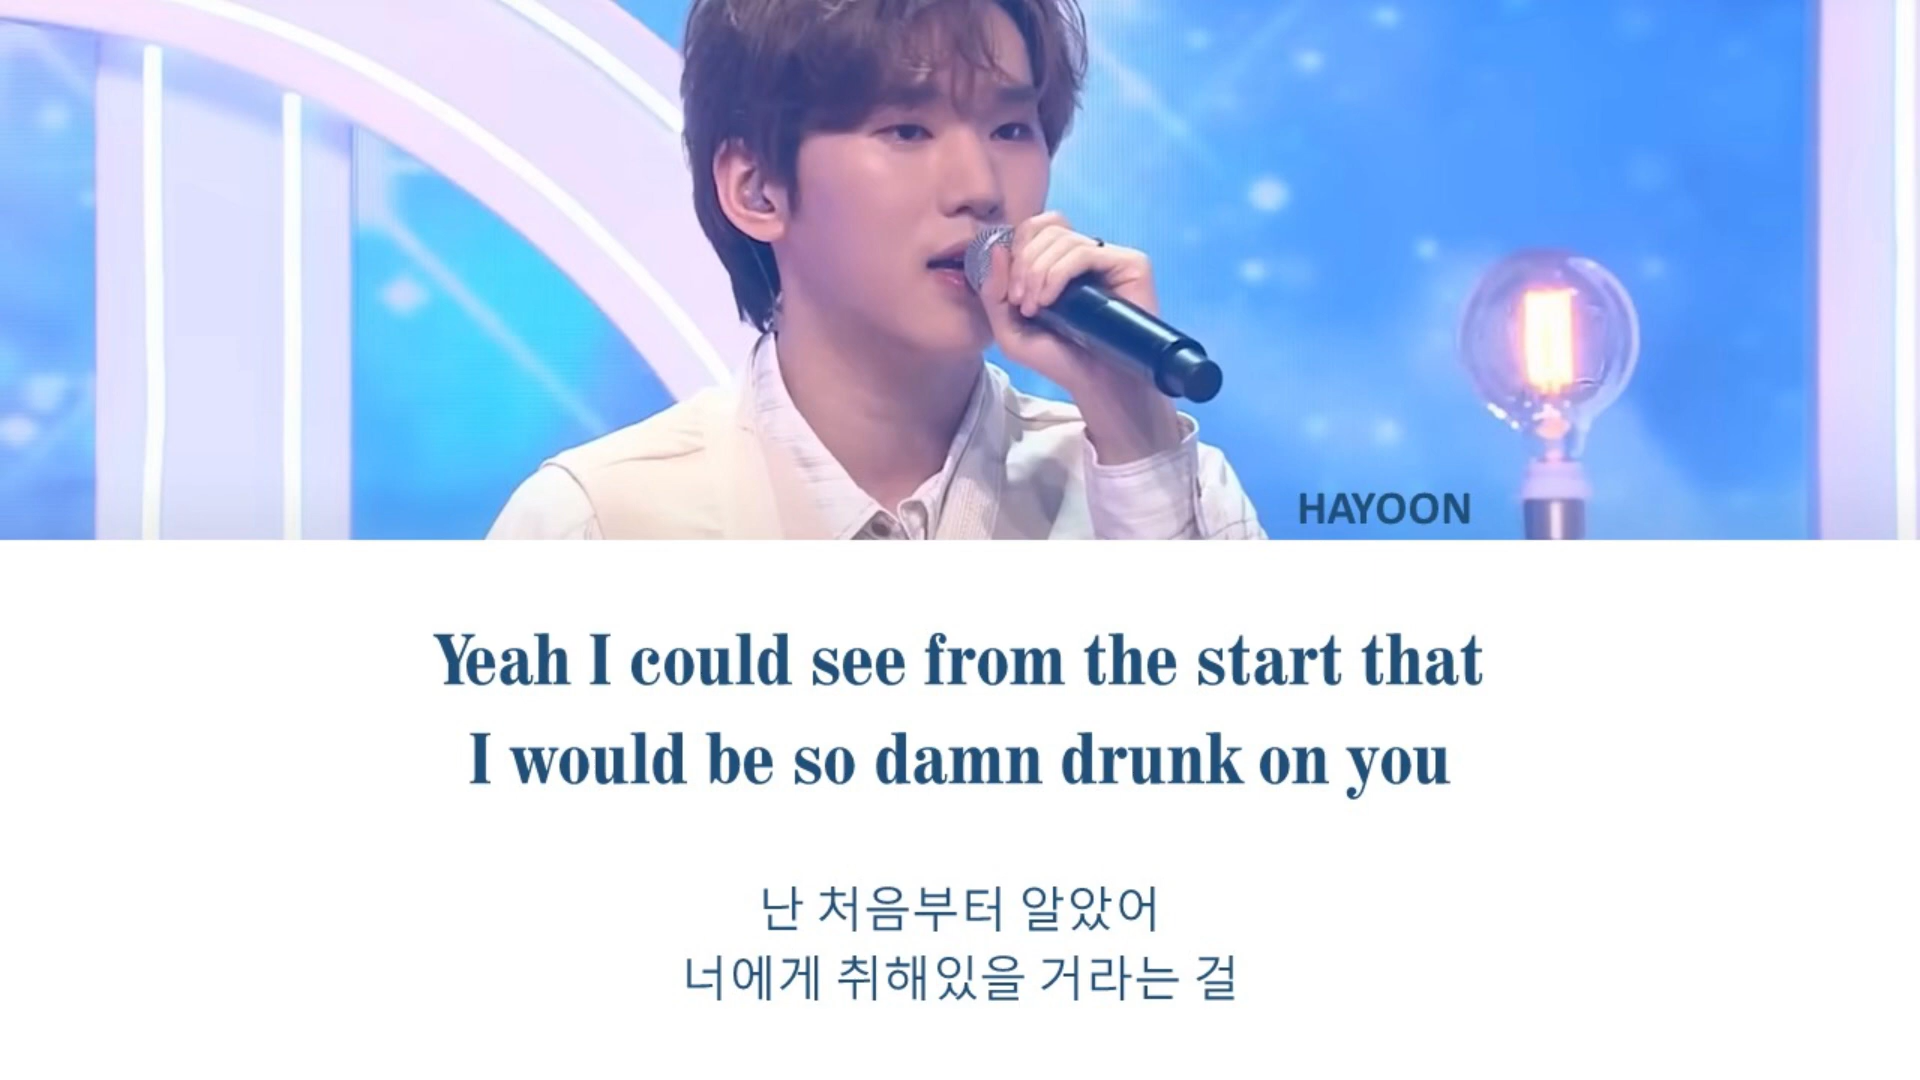 HAYOON
Yeah I could see from the start that
I would be so damn drunk on you
난 처음부터 알았어
너에게 취해있을 거라는 걸